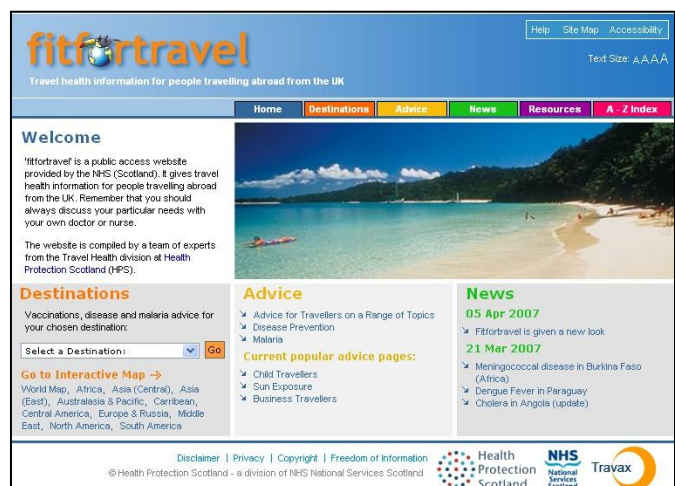 Help Site Map Accessibility
fitfortravel
Text Size: A A A A
Travel health information for people travelling abroad from the UK
Home Destinations Advice News Resources A - Z Index
Welcome
'fitfortravel' is a public access website
provided by the NHS (Scotland). It gives travel
health information for people travelling abroad
from the UK. Remember that you should
always discuss your particular needs with
your own doctor or nurse.
The website is compiled by a team of experts
from the Travel Health division at Health
Protection Scotland (HPS).
Destinations
Vaccinations, disease and malaria advice for
your chosen destination:
Select a Destination: Go
Go to Interactive Map
World Map, Africa, Asia (Central), Asia
(East), Australasia & Pacific, Carribean,
Central America, Europe & Russia, Middle
East, North America, South America
Advice
Advice for Travellers on a Range of Topics
Disease Prevention
Malaria
Current popular advice pages:
Child Travellers
Sun Exposure
Business Travellers
News
05 Apr 2007
Fitfortravel is given a new look
21 Mar 2007
Meningococcal disease in Burkina Faso
(Africa)
Dengue Fever in Paraguay
Cholera in Angola (update)
Disclaimer | Privacy | Copyright | Freedom of Information
© Health Protection Scotland - a division of NHS National Services Scotland
Health
Protection
Scotland
NHS
National
Services
Scotland
Travax